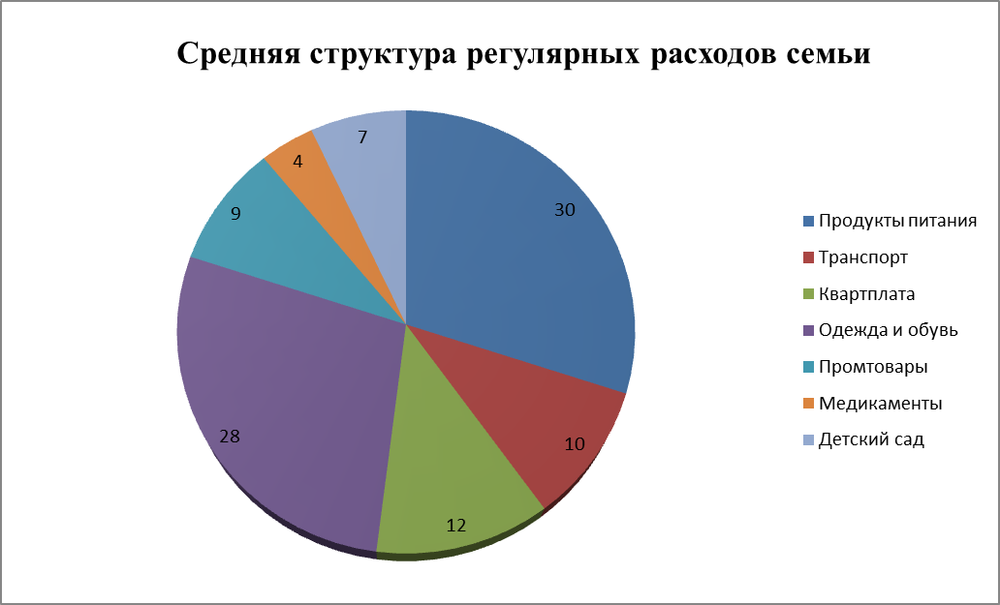 Средняя структура регулярных расходов семьи
7
4
30
9
28
10
12
Продукты питания
Транспорт
Квартплата
Одежда и обувь
Промтовары
Медикаменты
Детский сад